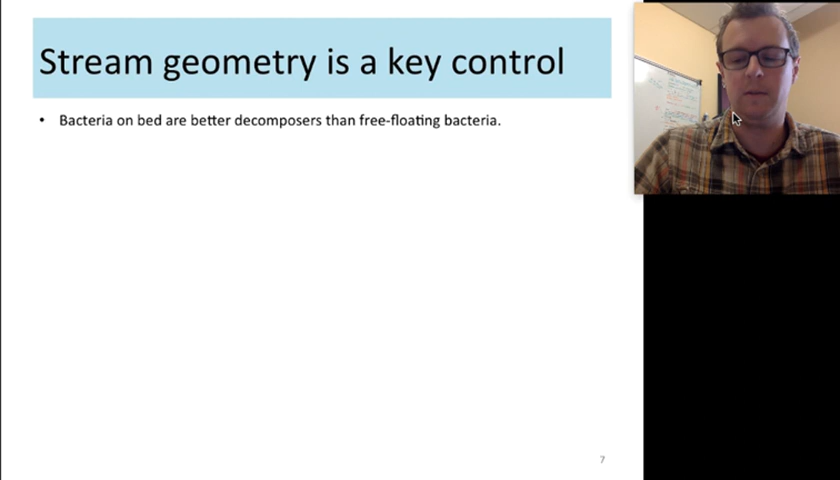 Stream geometry is a key control
• Bacteria on bed are better decomposers than free-floating bacteria.
7